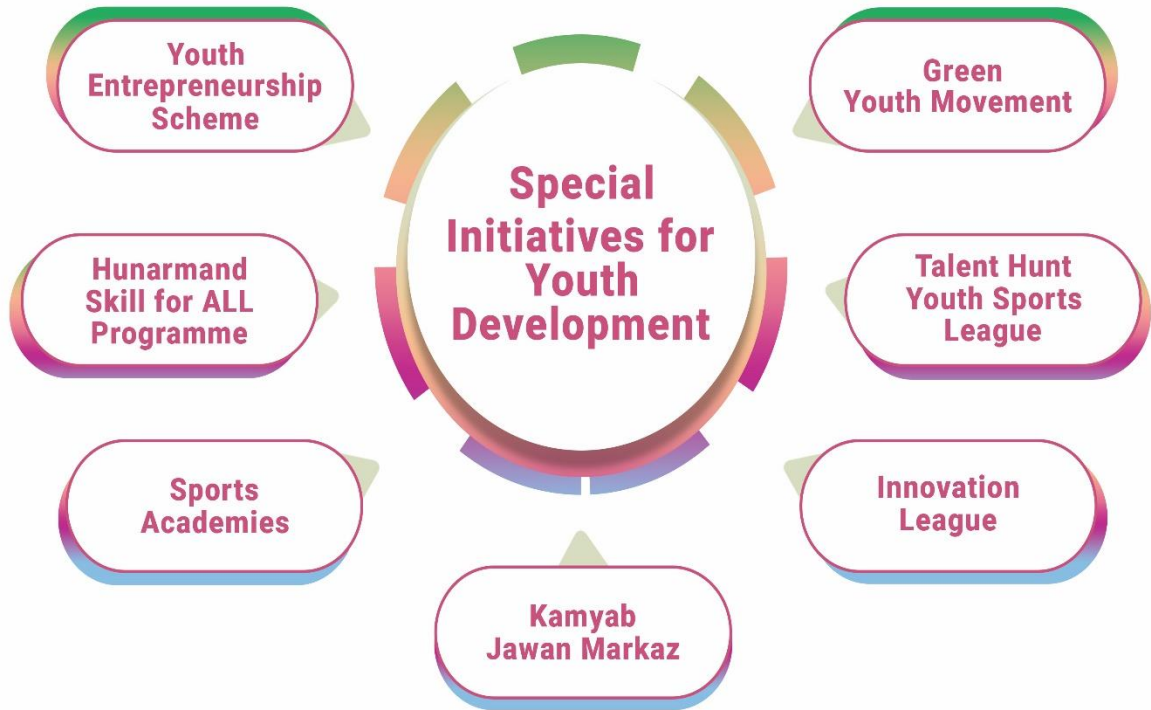 Youth
Entrepreneurship
Scheme
Green
Youth Movement
Special
Initiatives for
Youth
Development
Hunarmand
Skill for ALL
Programme
Talent Hunt
Youth Sports
League
Sports
Academies
Innovation
League
Kamyab
Jawan Markaz